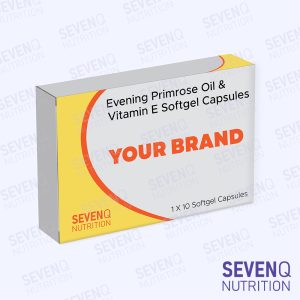 Evening Primrose Oil &
Vitamin E Softgel Capsules
YOUR BRAND
SEVENQ
NUTRITION
1 X 10 Softgel Capsules
SEVENQ
NUTRITION